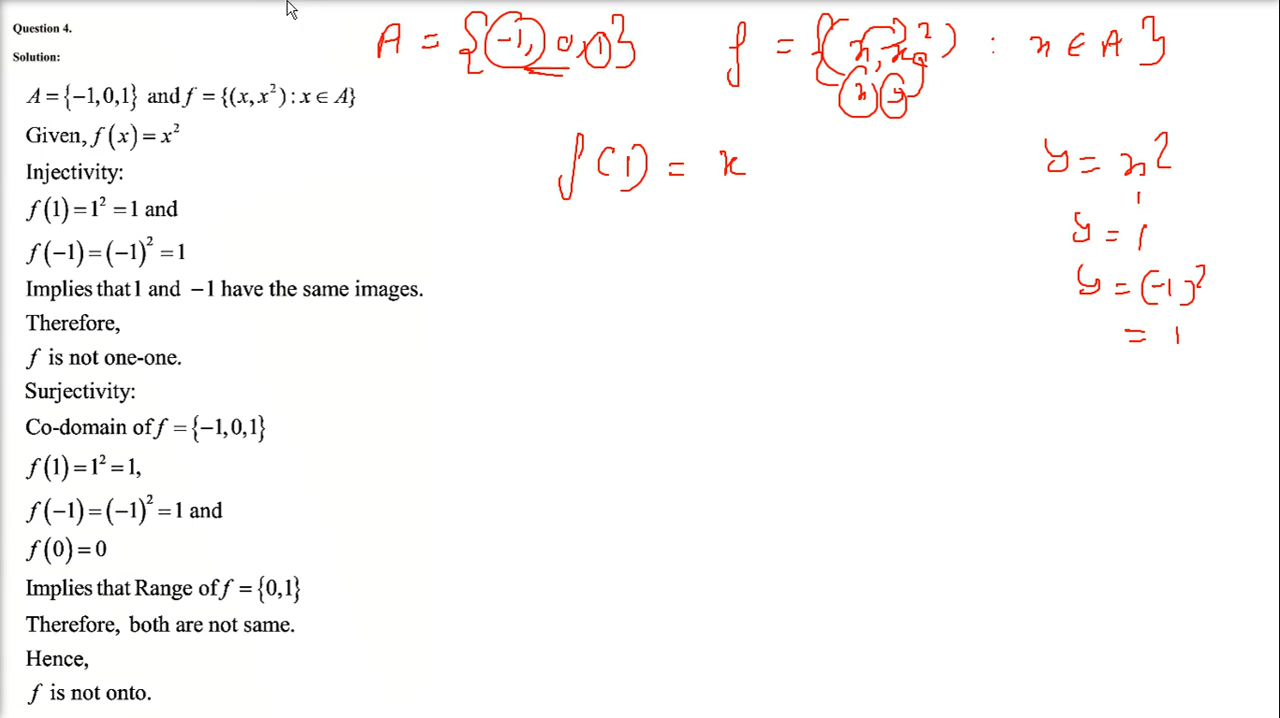 Question 4.
Solution:
A = {−1,0,1} and f = {(x, x²) : x ∈ A}
Given, f(x) = x²
Injectivity:
f(1) = 1² = 1 and
f(−1) = (−1)² = 1
Implies that 1 and −1 have the same images.
Therefore,
f is not one-one.
Surjectivity:
Co-domain of f = {−1,0,1}
f(1) = 1² = 1,
f(−1) = (−1)² = 1 and
f(0) = 0
Implies that Range of f = {0,1}
Therefore, both are not same.
Hence,
f is not onto.
A = {-1, 0, 1}
f = {(x, x²) : x ∈ A}
x y
f(1) = x
y = x²
y = 1
y = (-1)²
= 1